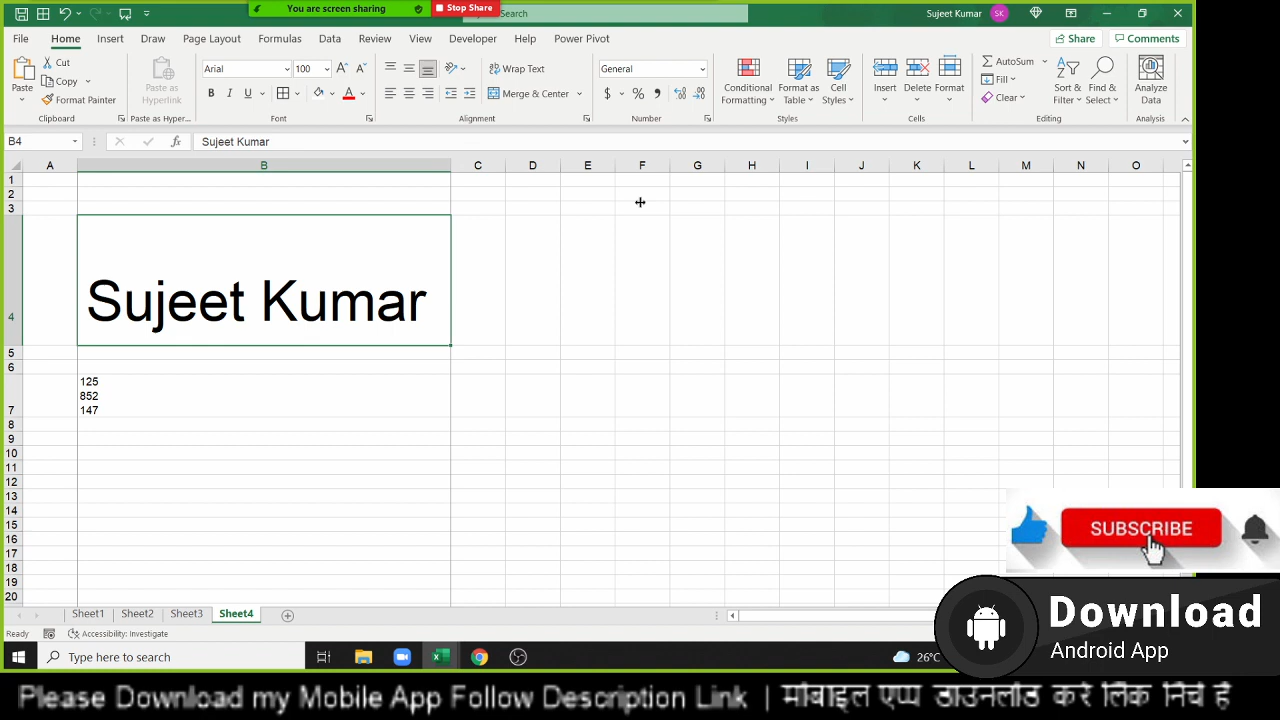 You are screen sharing
Stop Share
Search
Sujeet Kumar
SK
File
Home
Insert
Draw
Page Layout
Formulas
Data
Review
View
Developer
Help
Power Pivot
Share
Comments
Paste
Cut
Copy
Format Painter
Clipboard
Paste as Hyperlink
Paste as Hyper...
Arial
100
B I U
Font
Wrap Text
Merge & Center
Alignment
General
$ % ,
Number
Conditional Formatting
Format as Table
Cell Styles
Styles
Insert
Delete
Format
Cells
AutoSum
Fill
Clear
Sort & Filter
Find & Select
Editing
Analyze Data
Analysis
B4
fx
Sujeet Kumar
A B C D E F G H I J K L M N O
1
2
3
4
Sujeet Kumar
5
6
125
852
7 147
8
9
10
11
12
13
14
15
16
17
18
19
20
SUBSCRIBE
Sheet1
Sheet2
Sheet3
Sheet4
Ready
Accessibility: Investigate
Type here to search
26°C
Download
Android App
Please Download my Mobile App Follow Description Link | मोबाइल एप्प डाउनलोड करे लिंक निचे हैं